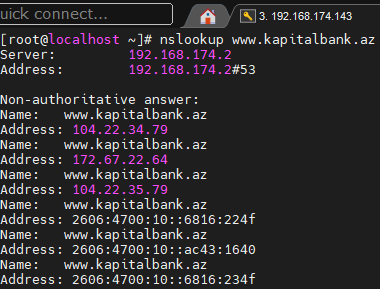 uick connect...
3. 192.168.174.143
[root@localhost ~]# nslookup www.kapitalbank.az
Server:         192.168.174.2
Address:        192.168.174.2#53

Non-authoritative answer:
Name:   www.kapitalbank.az
Address: 104.22.34.79
Name:   www.kapitalbank.az
Address: 172.67.22.64
Name:   www.kapitalbank.az
Address: 104.22.35.79
Name:   www.kapitalbank.az
Address: 2606:4700:10::6816:224f
Name:   www.kapitalbank.az
Address: 2606:4700:10::ac43:1640
Name:   www.kapitalbank.az
Address: 2606:4700:10::6816:234f